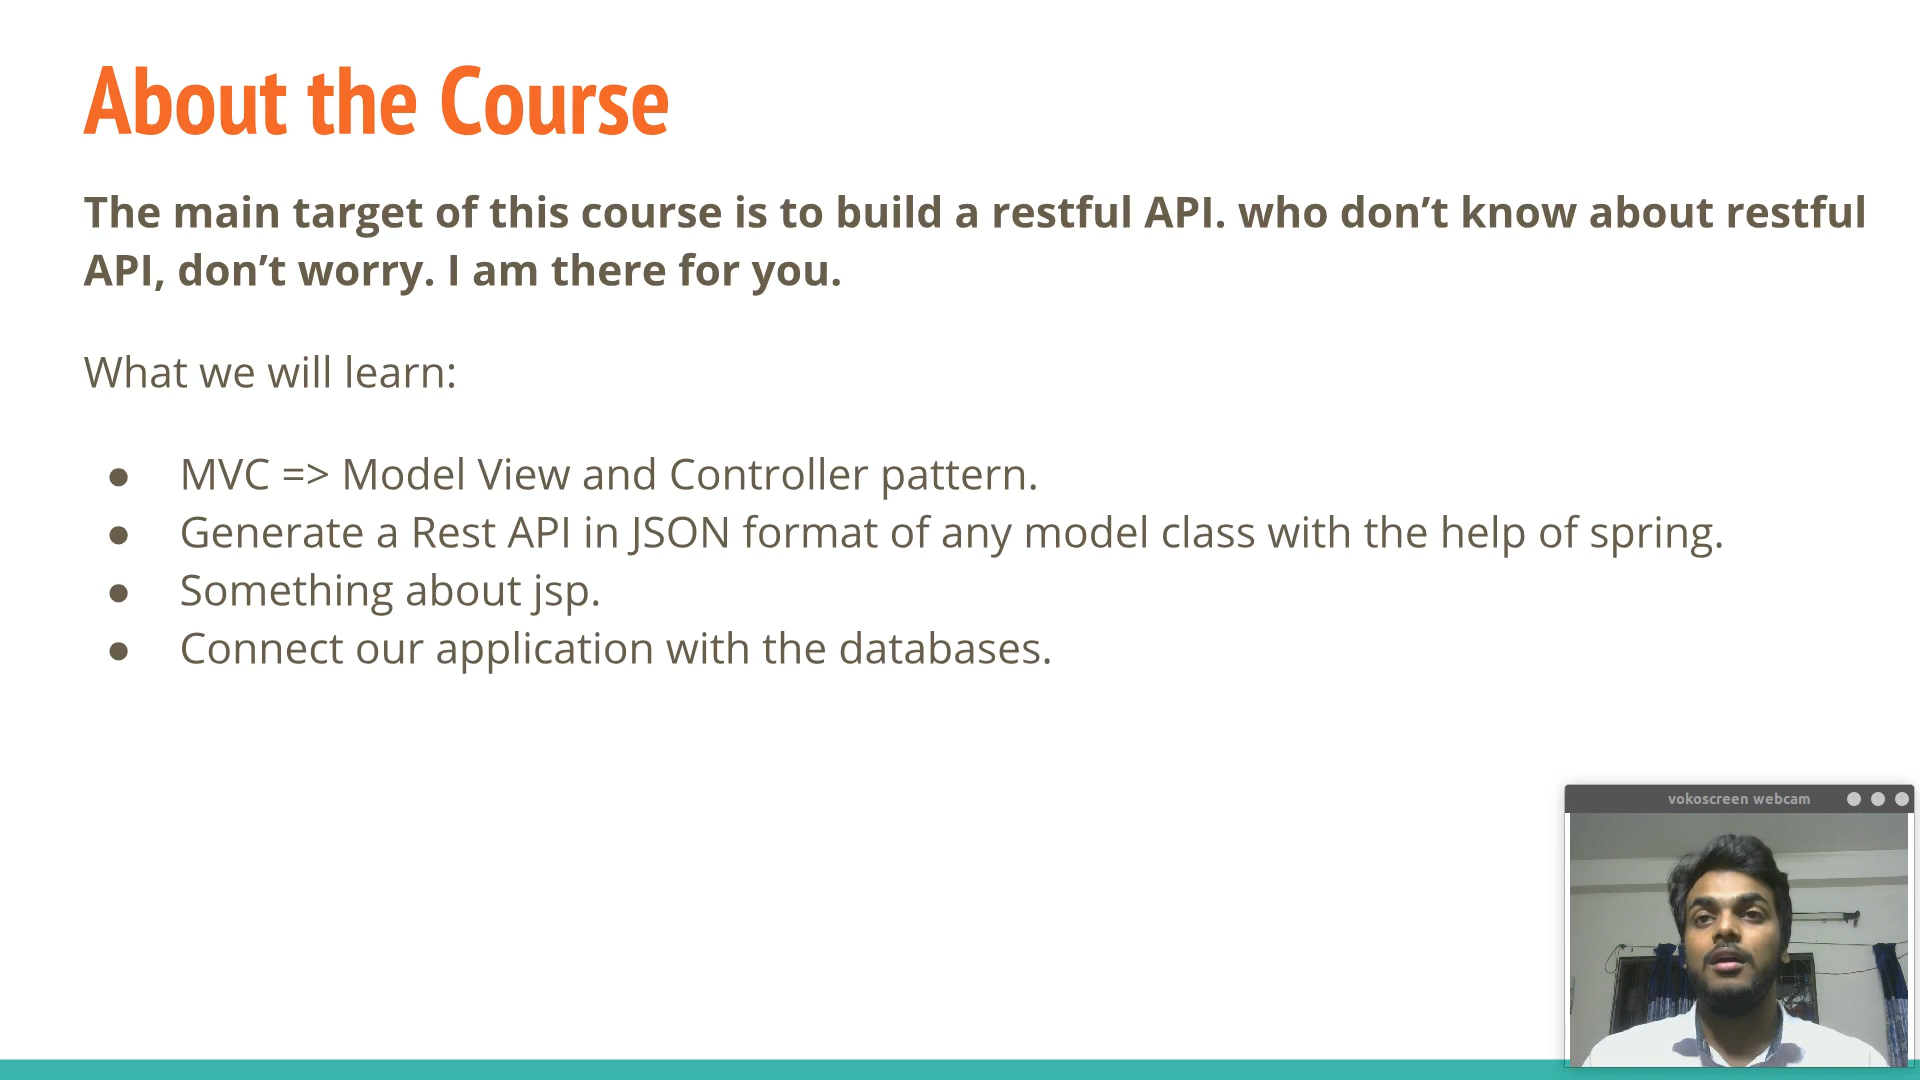 About the Course
The main target of this course is to build a restful API. who don’t know about restful
API, don’t worry. I am there for you.
What we will learn:
● MVC => Model View and Controller pattern.
● Generate a Rest API in JSON format of any model class with the help of spring.
● Something about jsp.
● Connect our application with the databases.
vokoscreen webcam